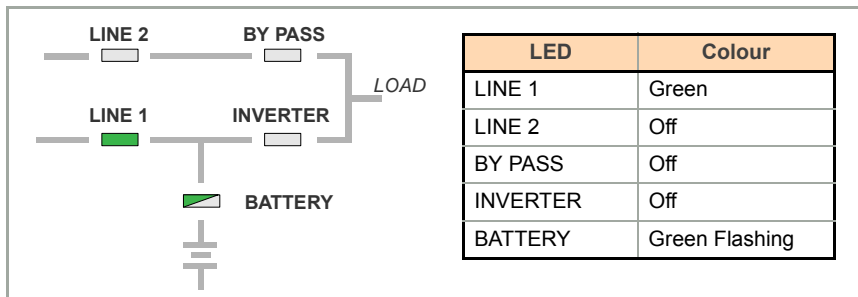 LINE 2 BY PASS
LOAD
LINE 1 INVERTER
BATTERY
LED Colour
LINE 1 Green
LINE 2 Off
BY PASS Off
INVERTER Off
BATTERY Green Flashing